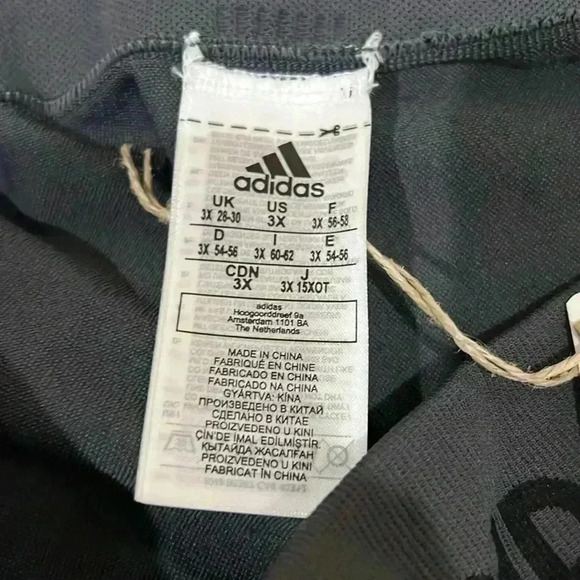 adidas
UK US F
3X 28-30 3X 3X 56-58
D I E
3X 54-56 3X 60-62 3X 54-56
CDN J
3X 3X 15XOT
adidas
Hoogoorddreef 9a
Amsterdam 1101 BA
The Netherlands
MADE IN CHINA
FABRIQUÉ EN CHINE
FABRICADO EN CHINA
FABRICADO NA CHINA
GYÁRTVA: KÍNA
ПРОИЗВЕДЕНО В КИТАЙ
СДЕЛАНО В КИТАЕ
PROIZVEDENO U KINI
ÇİN'DE İMAL EDİLMİŞTİR.
ҚЫТАЙДА ЖАСАЛҒАН
PROIZVEDENO U KINI
FABRICAT ÎN CHINA